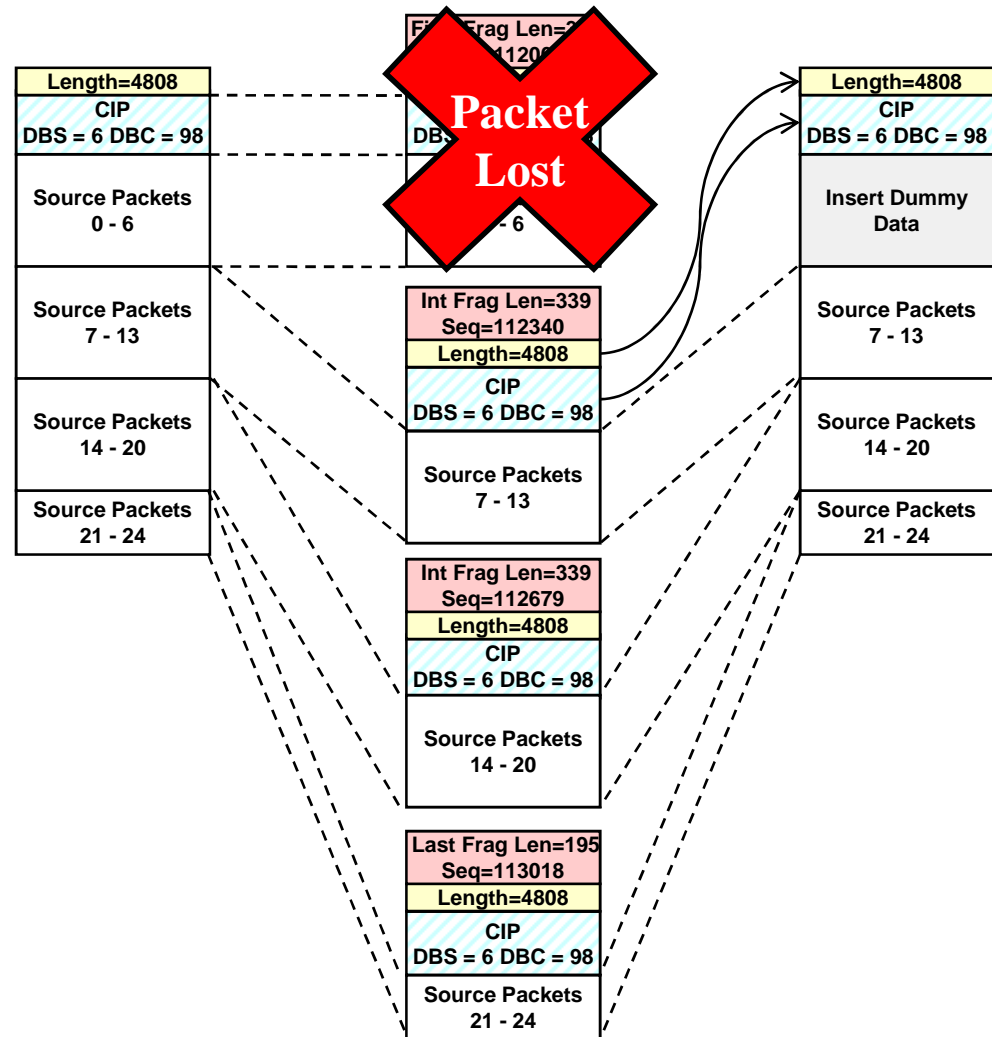 Length=4808
CIP
DBS = 6 DBC = 98
Source Packets
0 - 6
Source Packets
7 - 13
Source Packets
14 - 20
Source Packets
21 - 24
Frag Len=
Packet
Lost
- 6
Int Frag Len=339
Seq=112340
Length=4808
CIP
DBS = 6 DBC = 98
Source Packets
7 - 13
Int Frag Len=339
Seq=112679
Length=4808
CIP
DBS = 6 DBC = 98
Source Packets
14 - 20
Last Frag Len=195
Seq=113018
Length=4808
CIP
DBS = 6 DBC = 98
Source Packets
21 - 24
Length=4808
CIP
DBS = 6 DBC = 98
Insert Dummy
Data
Source Packets
7 - 13
Source Packets
14 - 20
Source Packets
21 - 24